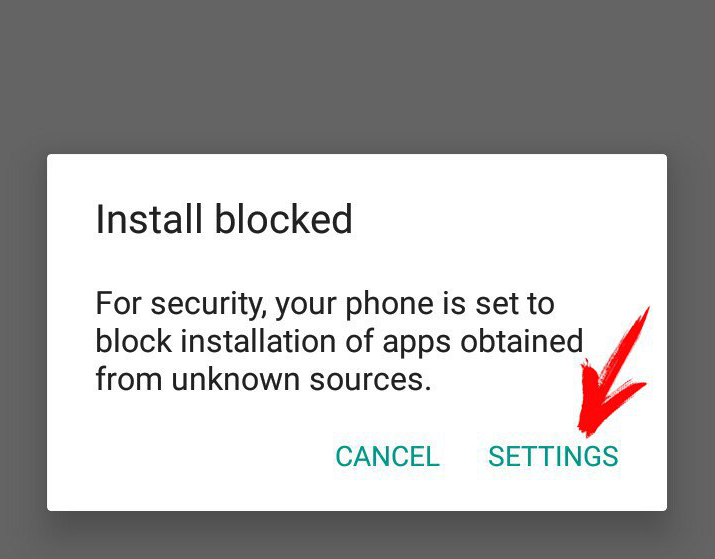 Install blocked
For security, your phone is set to
block installation of apps obtained
from unknown sources.
CANCEL SETTINGS